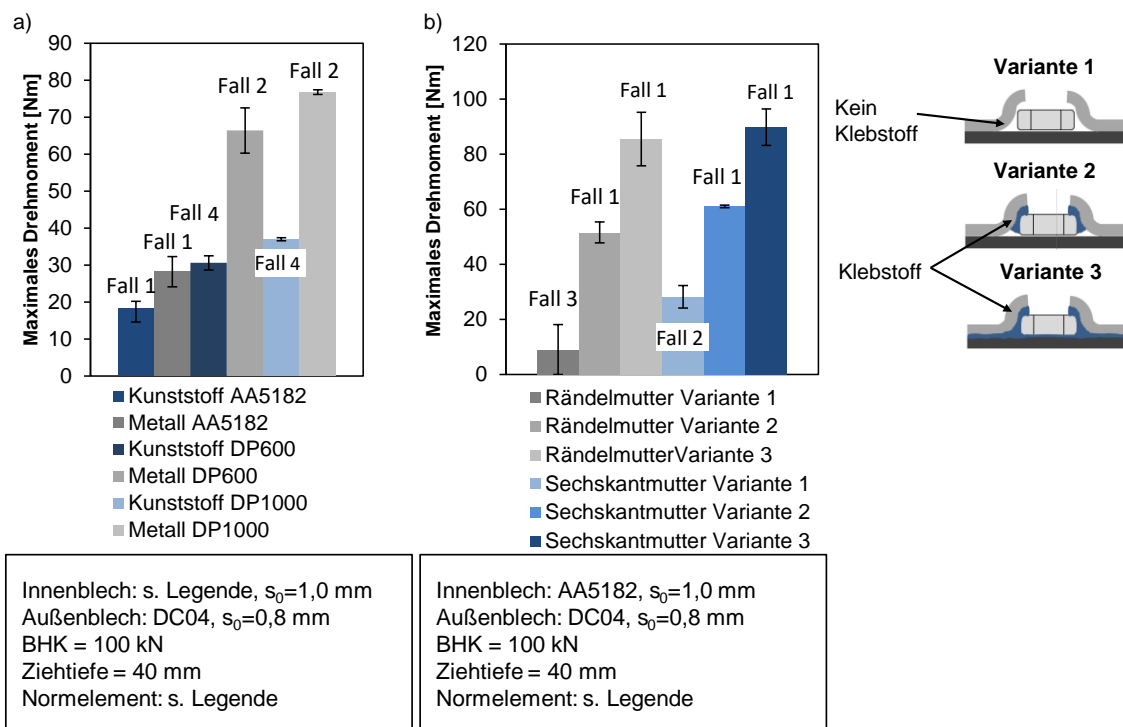 a)
Maximales Drehmoment [Nm]
90
80
70
60
50
40
30
20
10
0
Fall 1
Fall 1
Fall 4
Fall 2
Fall 4
Fall 2
Kunststoff AA5182
Metall AA5182
Kunststoff DP600
Metall DP600
Kunststoff DP1000
Metall DP1000
Innenblech: s. Legende, s₀=1,0 mm
Außenblech: DC04, s₀=0,8 mm
BHK = 100 kN
Ziehtiefe = 40 mm
Normelement: s. Legende
b)
Maximales Drehmoment [Nm]
120
100
80
60
40
20
0
Fall 3
Fall 1
Fall 1
Fall 2
Fall 1
Fall 1
Rändelmutter Variante 1
Rändelmutter Variante 2
RändelmutterVariante 3
Sechskantmutter Variante 1
Sechskantmutter Variante 2
Sechskantmutter Variante 3
Innenblech: AA5182, s₀=1,0 mm
Außenblech: DC04, s₀=0,8 mm
BHK = 100 kN
Ziehtiefe = 40 mm
Normelement: s. Legende
Variante 1
Kein
Klebstoff
Variante 2
Klebstoff
Variante 3